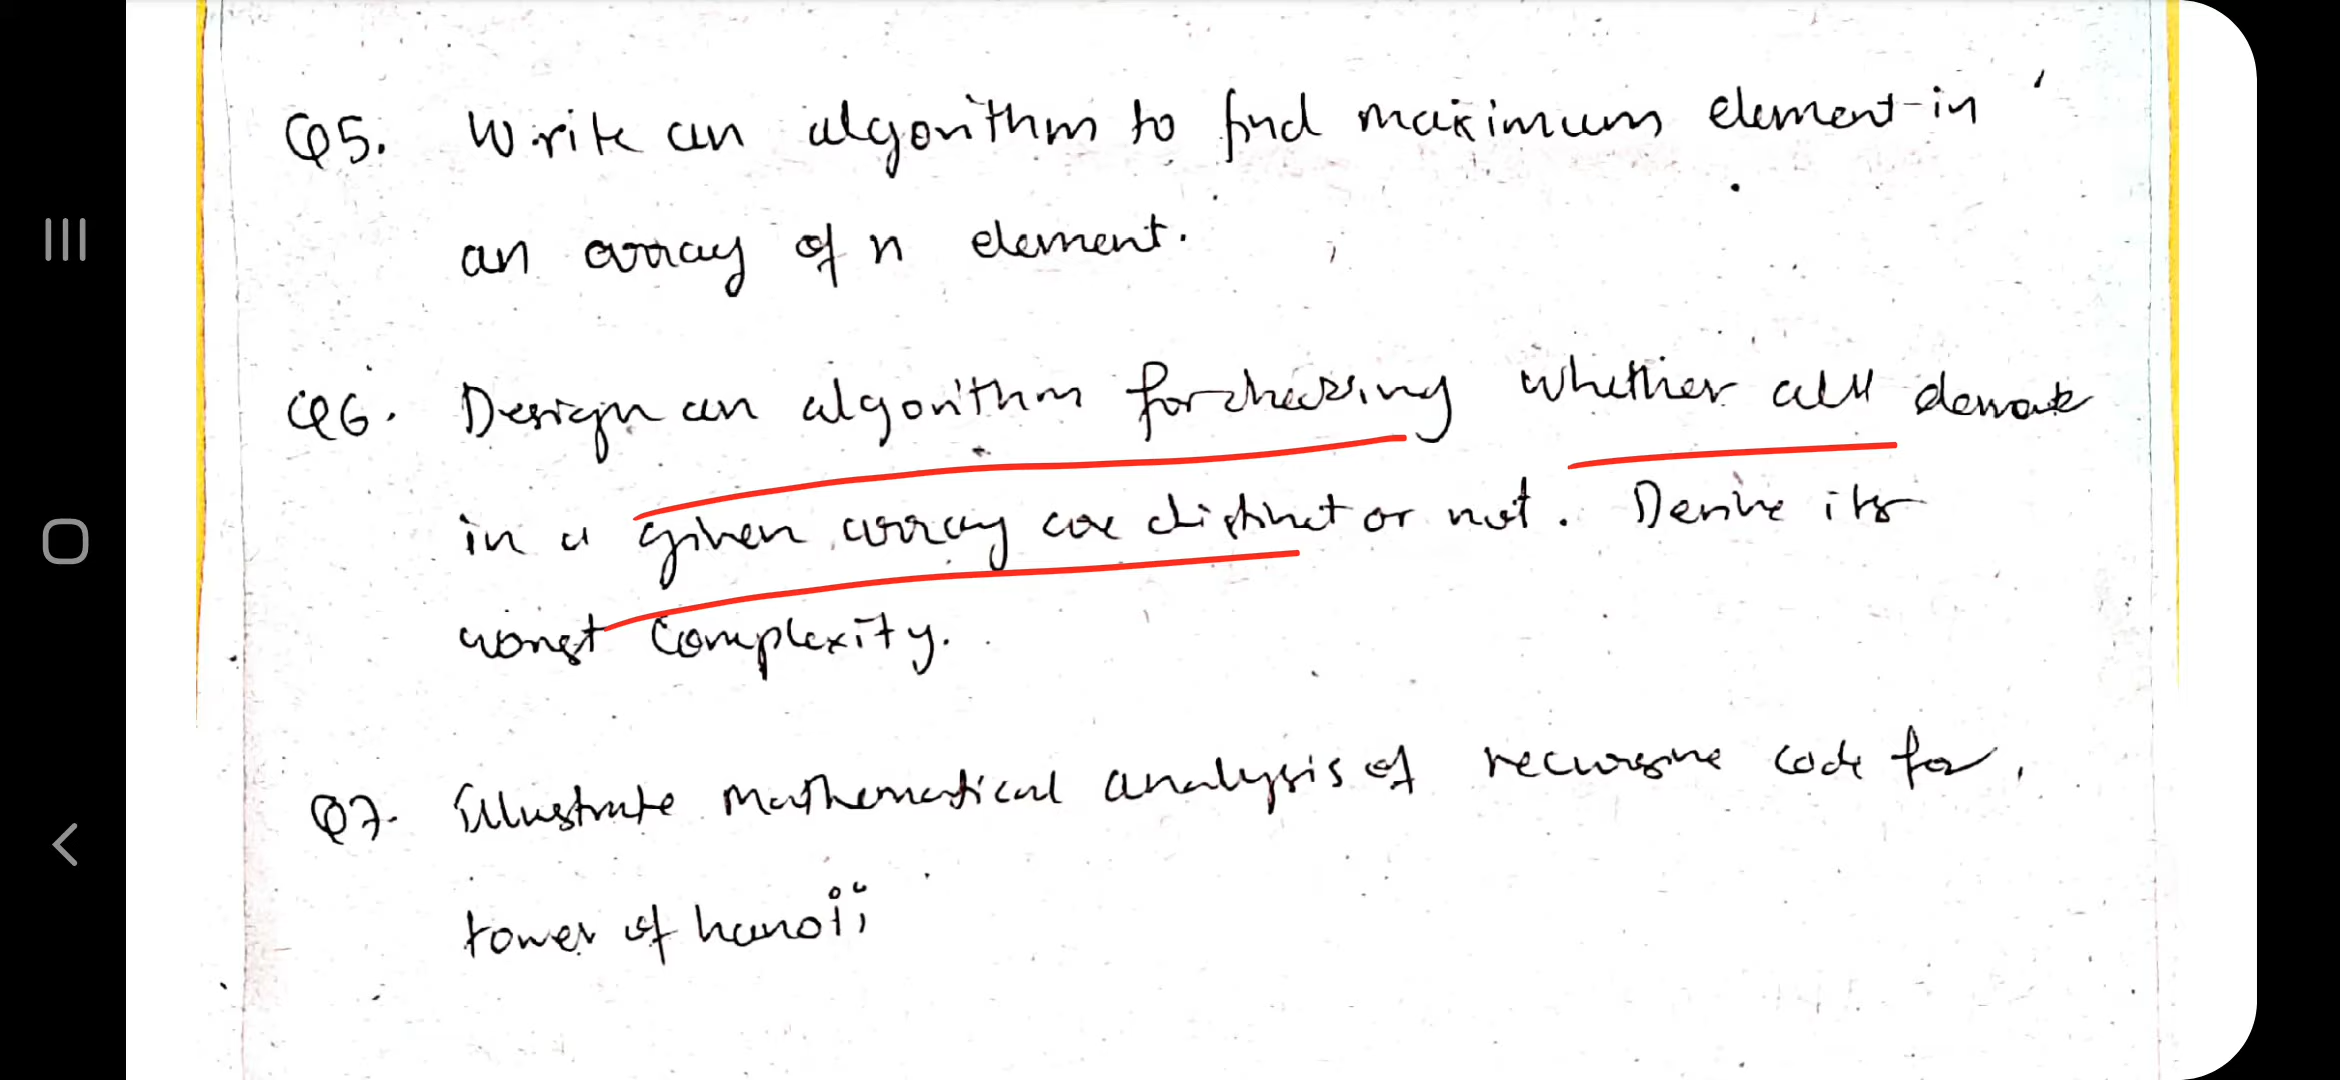 Q5. Write an algorithm to find maximum element in
an array of n element.
Q6. Design an algorithm for checking whether all elements
in a given array are distinct or not. Derive its
worst complexity.
Q7. Illustrate Mathematical analysis of recursive code for
tower of hanoii